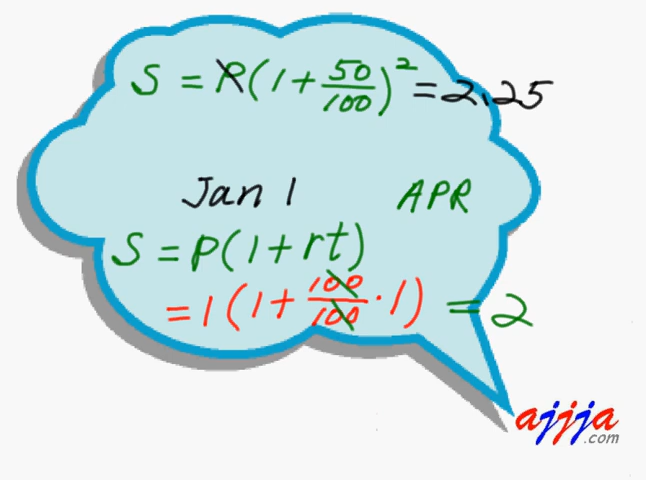 S = P(1+50/100)² = 2.25
Jan 1 APR
S = P(1+rt)
= 1(1+100/100·1) = 2
ajjja
.com